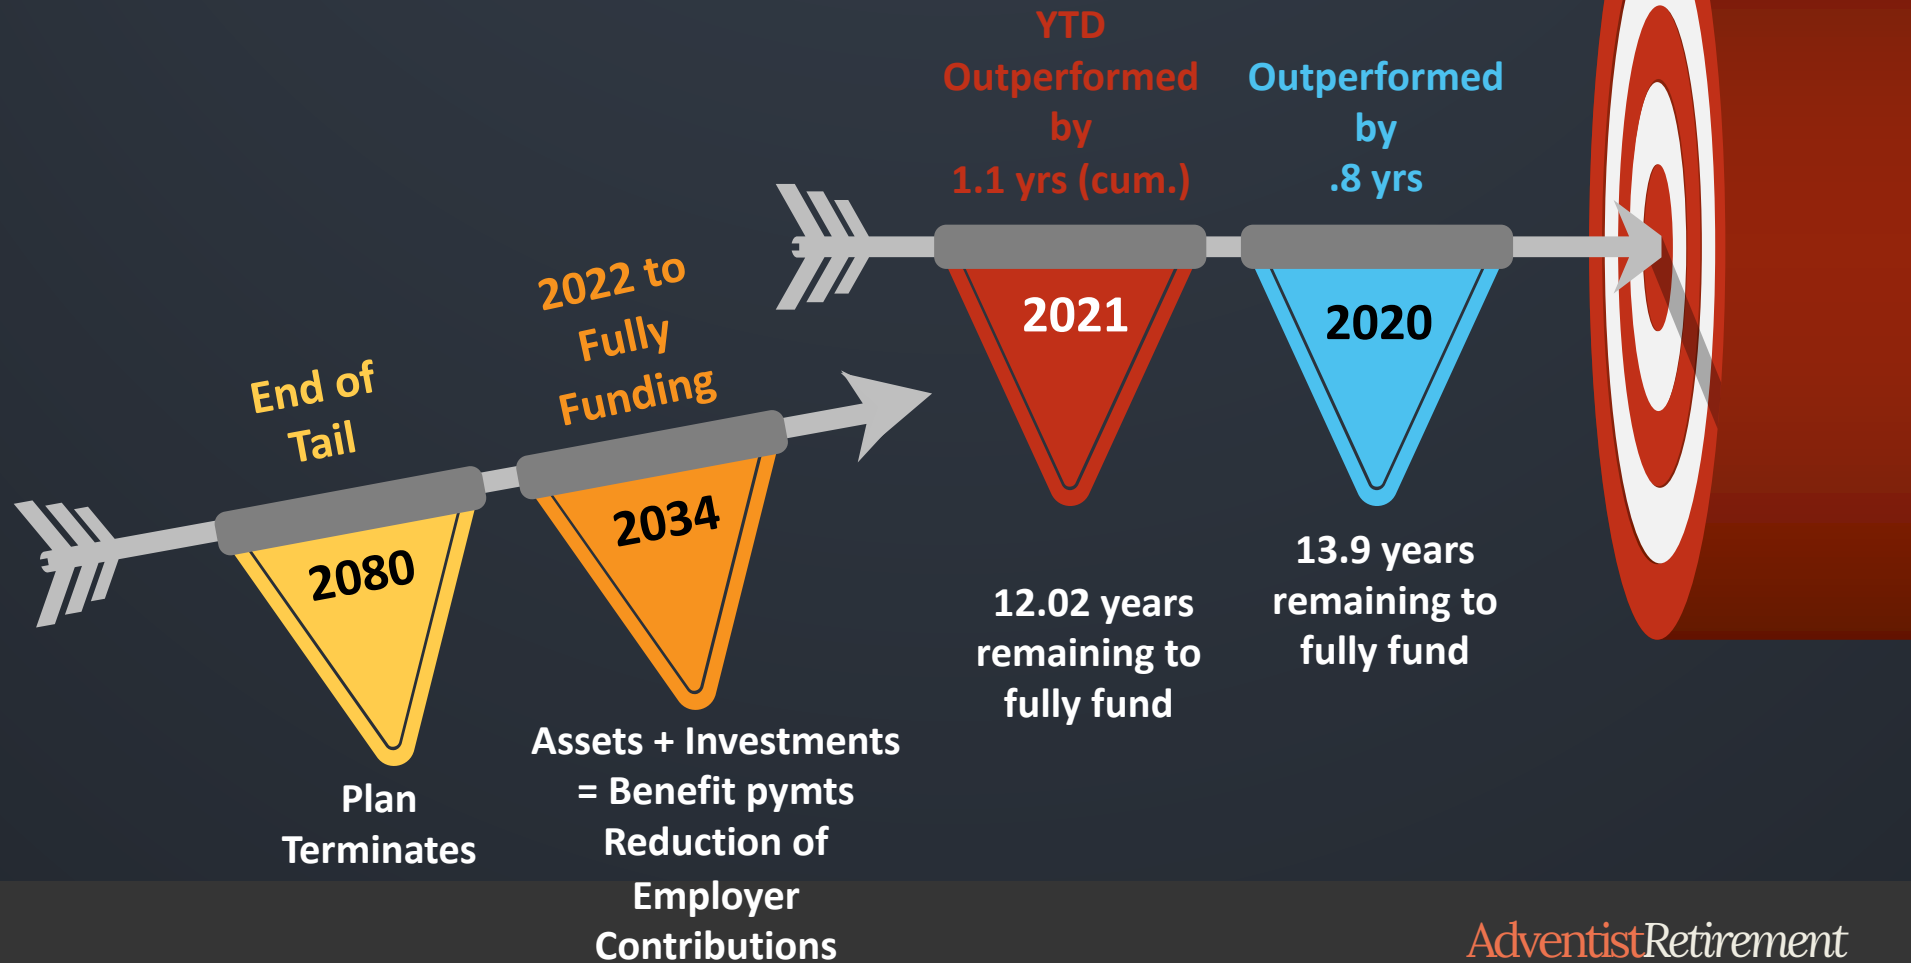 End of
Tail
2080
Plan
Terminates
2022 to
Fully
Funding
2034
Assets + Investments
= Benefit pymts
Reduction of
Employer
Contributions
YTD
Outperformed
by
1.1 yrs (cum.)
2021
12.02 years
remaining to
fully fund
Outperformed
by
.8 yrs
2020
13.9 years
remaining to
fully fund
AdventistRetirement